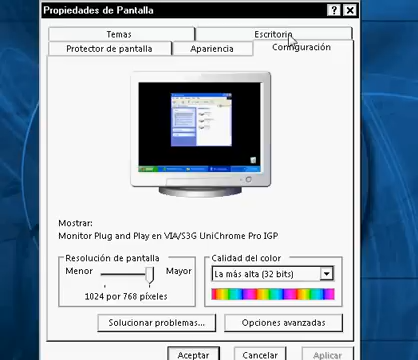 Propiedades de Pantalla
Temas
Escritorio
Protector de pantalla
Apariencia
Configuración
Mostrar:
Monitor Plug and Play en VIA/S3G UniChrome Pro IGP
Resolución de pantalla
Menor
Mayor
1024 por 768 píxeles
Calidad del color
La más alta (32 bits)
Solucionar problemas...
Opciones avanzadas
Aceptar
Cancelar
Aplicar